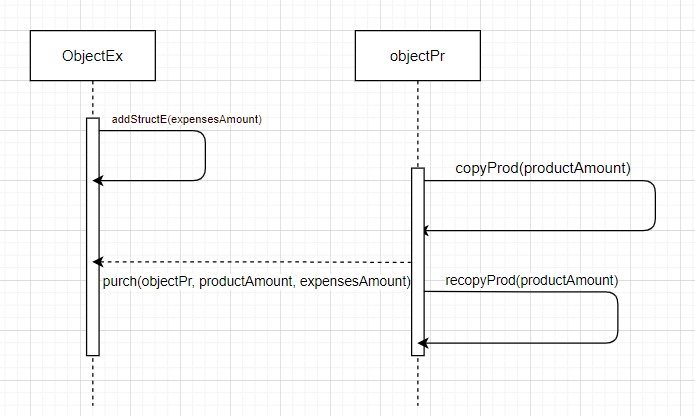 ObjectEx
objectPr
addStructE(expensesAmount)
copyProd(productAmount)
purch(objectPr, productAmount, expensesAmount)
recopyProd(productAmount)